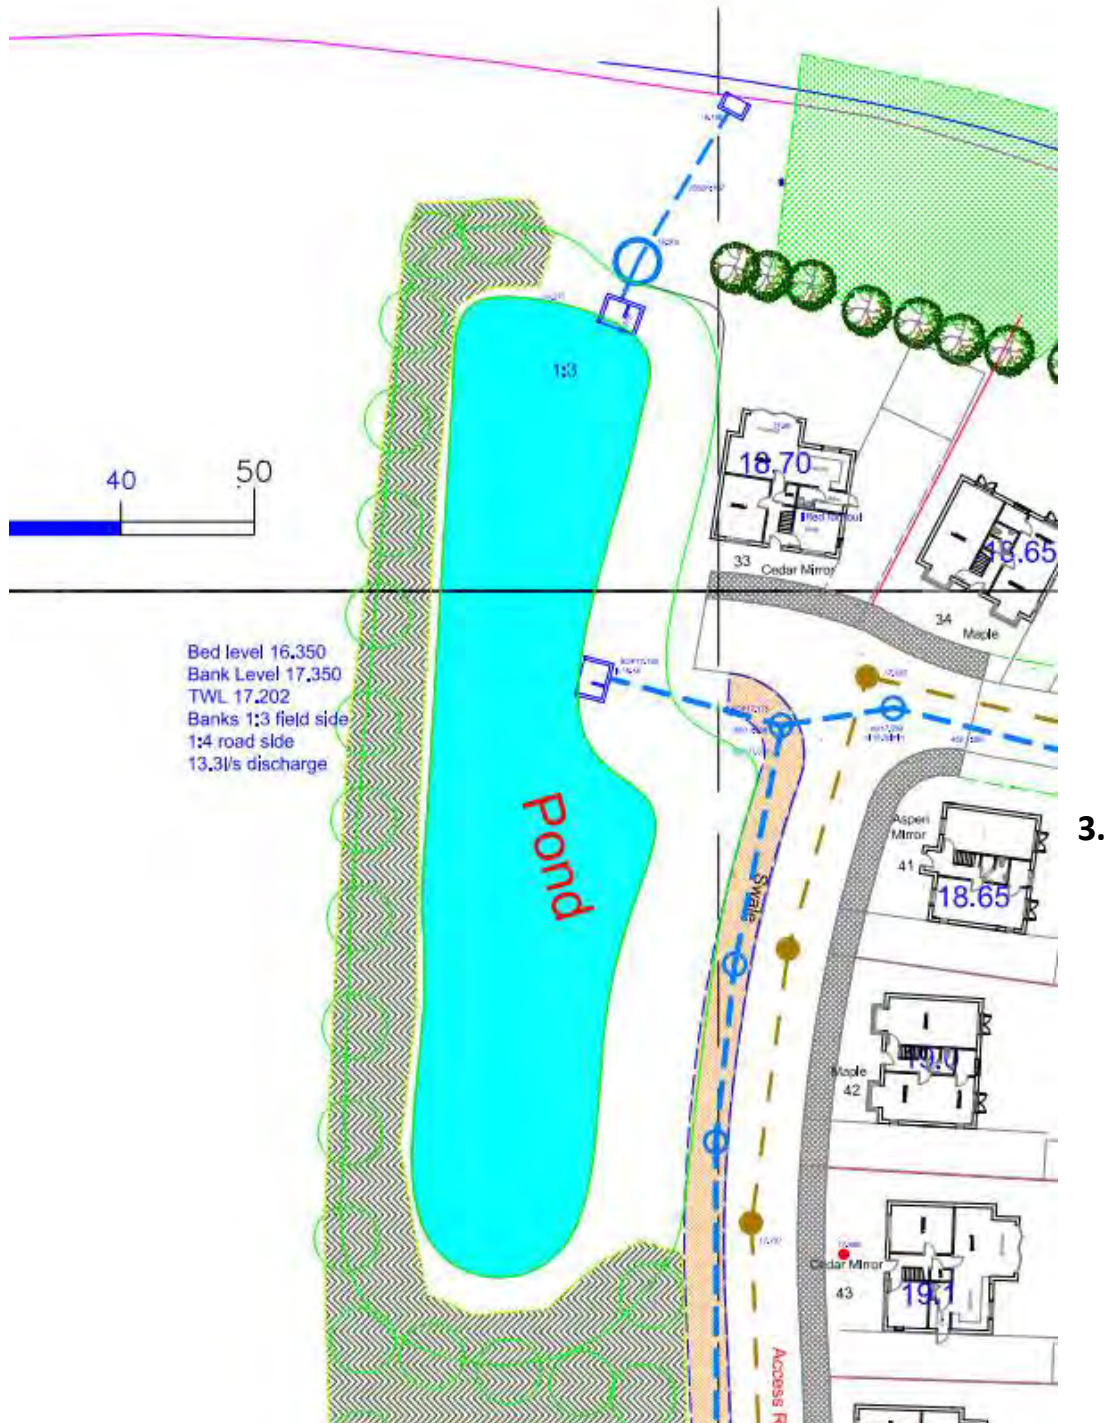 1:3
18.70
33
Cedar Mirror
18.65
34
Maple
40
50
Bed level 16.350
Bank Level 17.350
TWL 17.202
Banks 1:3 field side
1:4 road side
13.3l/s discharge
Pond
Swale
Aspen
Mirror
41
18.65
3.
Maple
42
19.0
Cedar Mirror
43
19.1
Access R